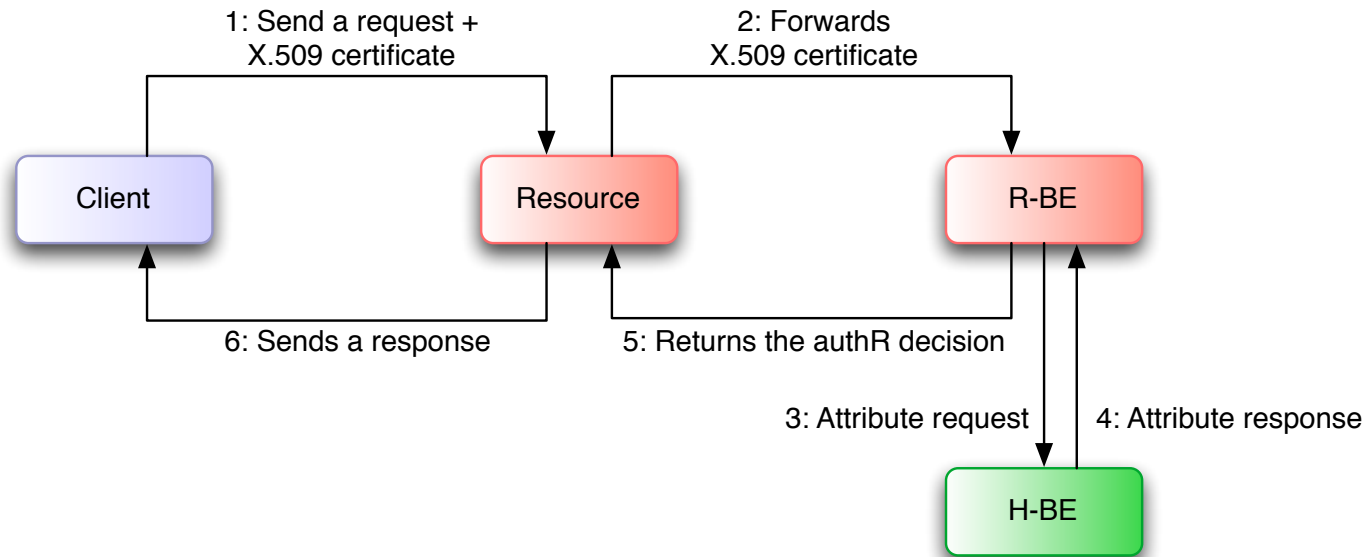 1: Send a request +
X.509 certificate
2: Forwards
X.509 certificate
Client
Resource
R-BE
6: Sends a response
5: Returns the authR decision
3: Attribute request
4: Attribute response
H-BE